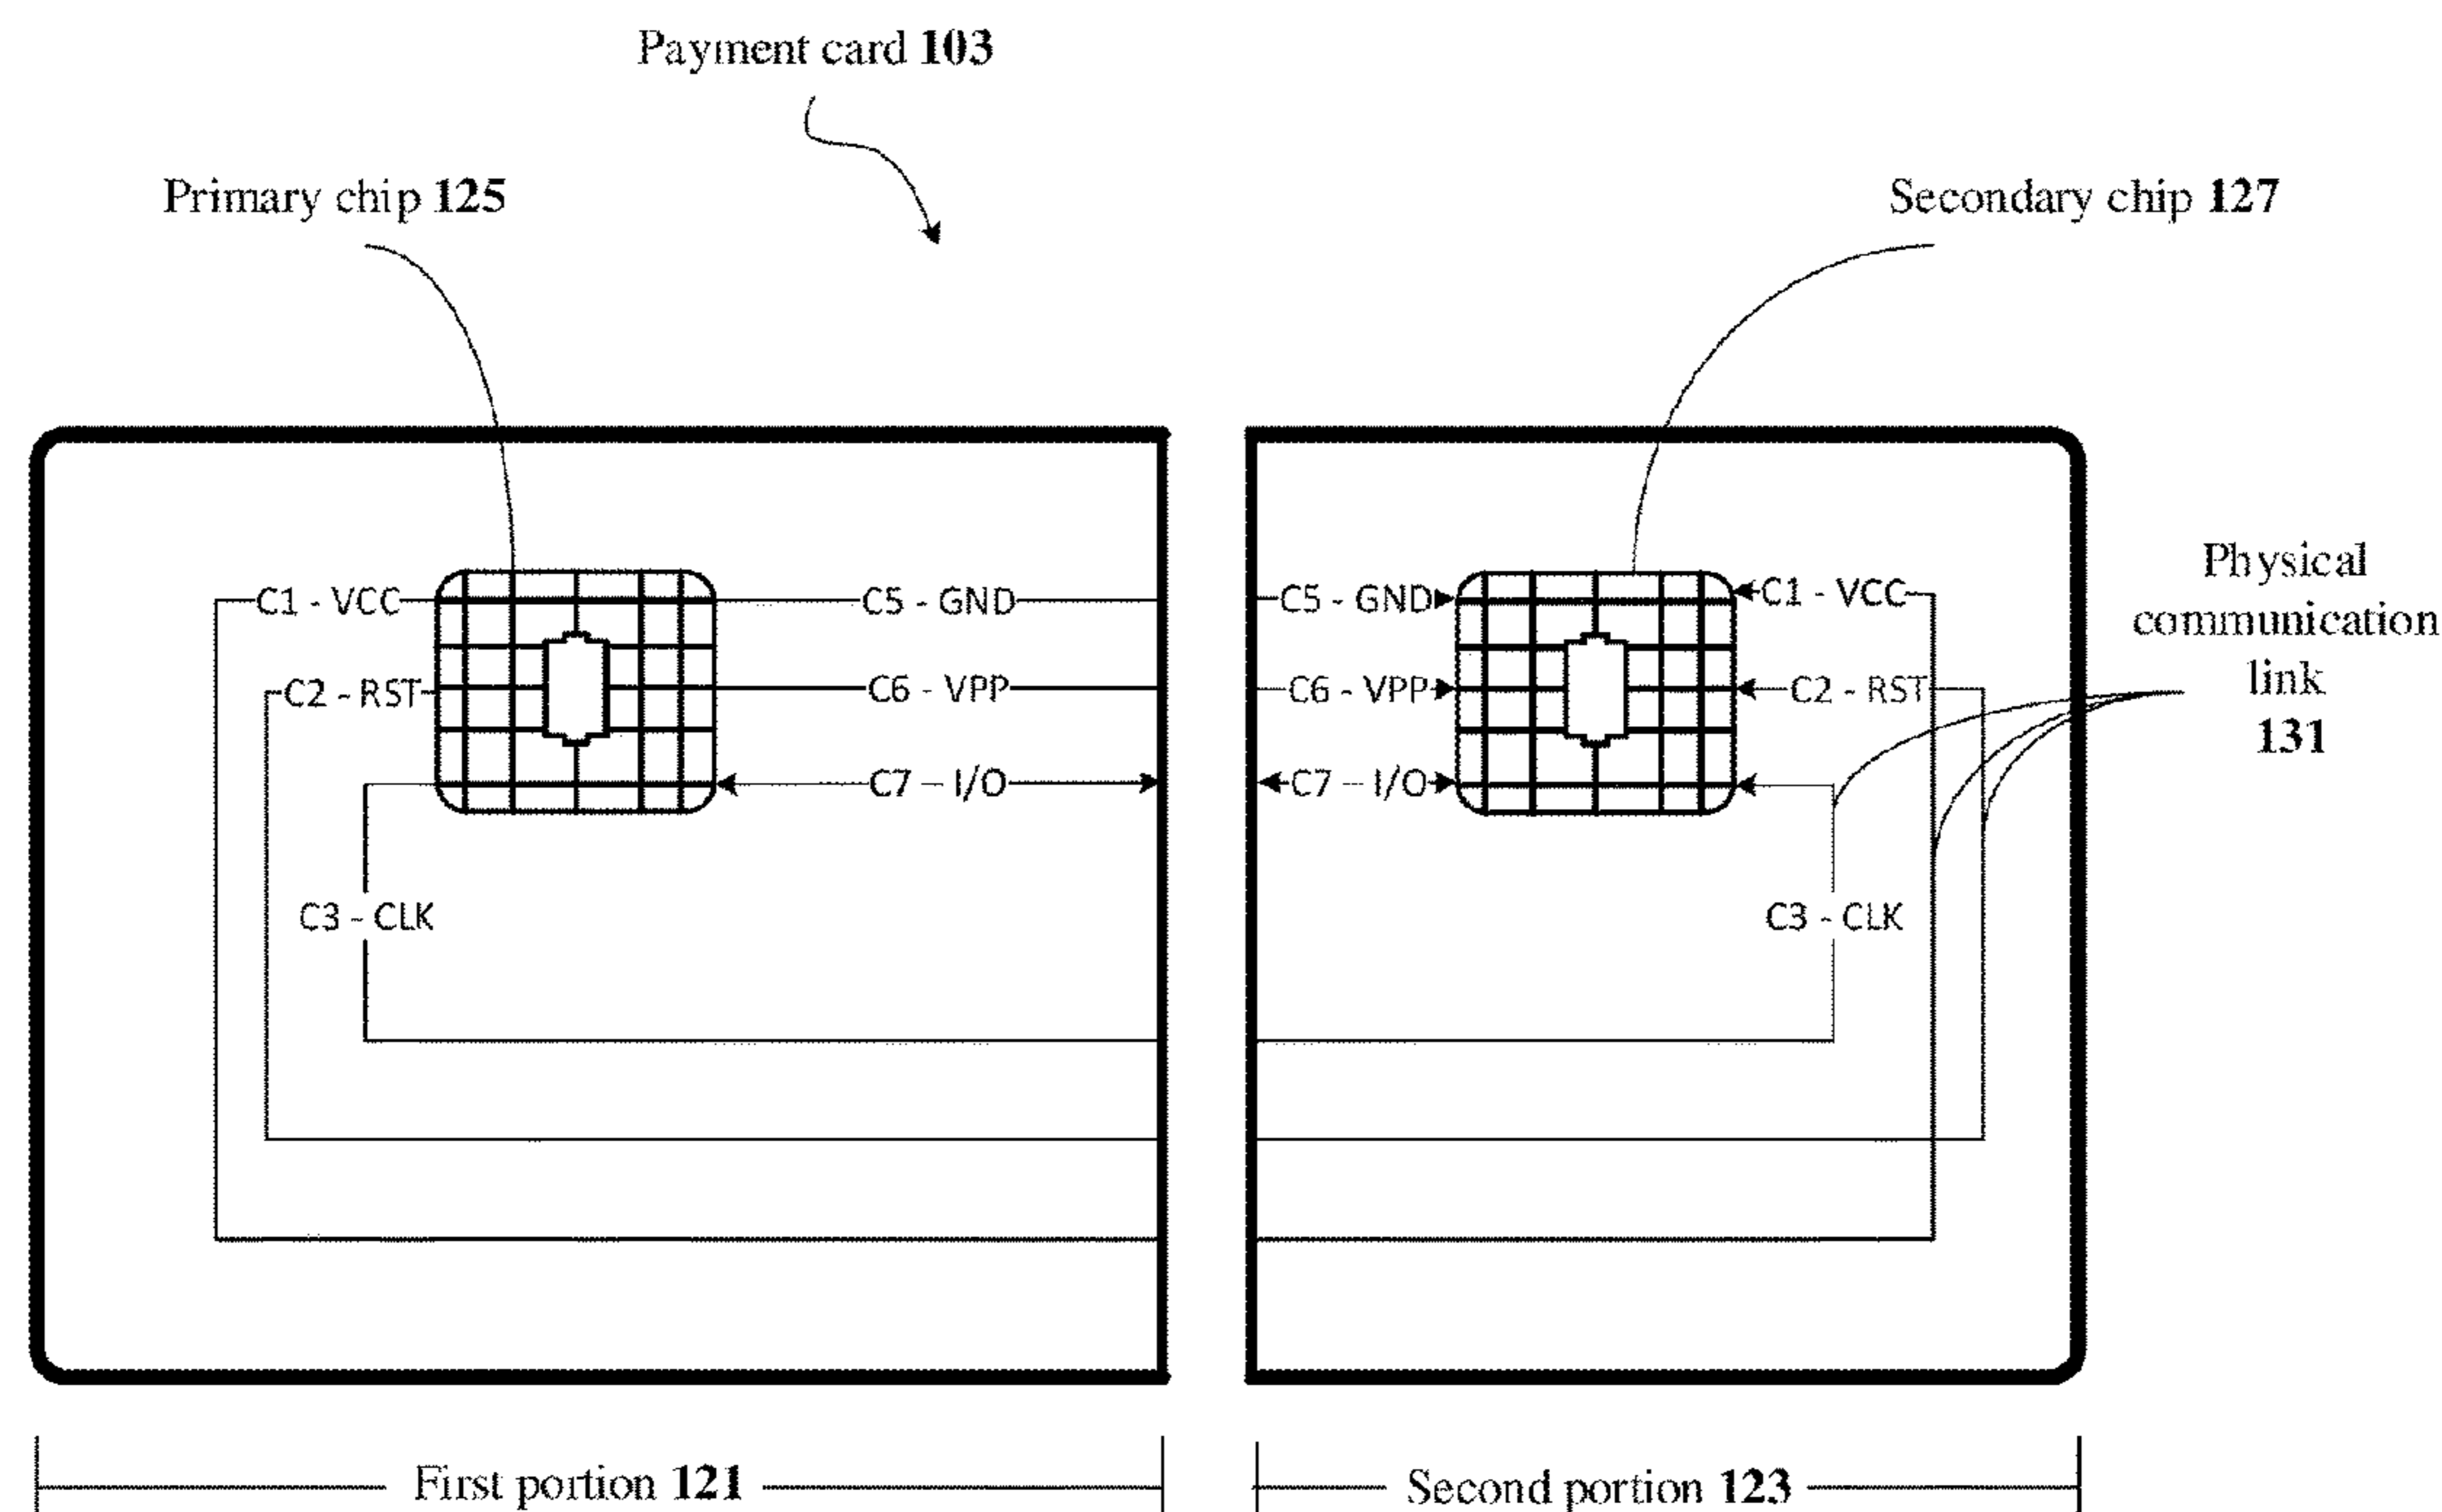 Payment card 103
Primary chip 125
Secondary chip 127
Physical
communication
link
131
C1 - VCC
C5 - GND
C5 - GND
C1 - VCC
C2 - RST
C6 - VPP
C6 - VPP
C2 - RST
C7 – I/O
C7 – I/O
C3 - CLK
C3 - CLK
First portion 121
Second portion 123